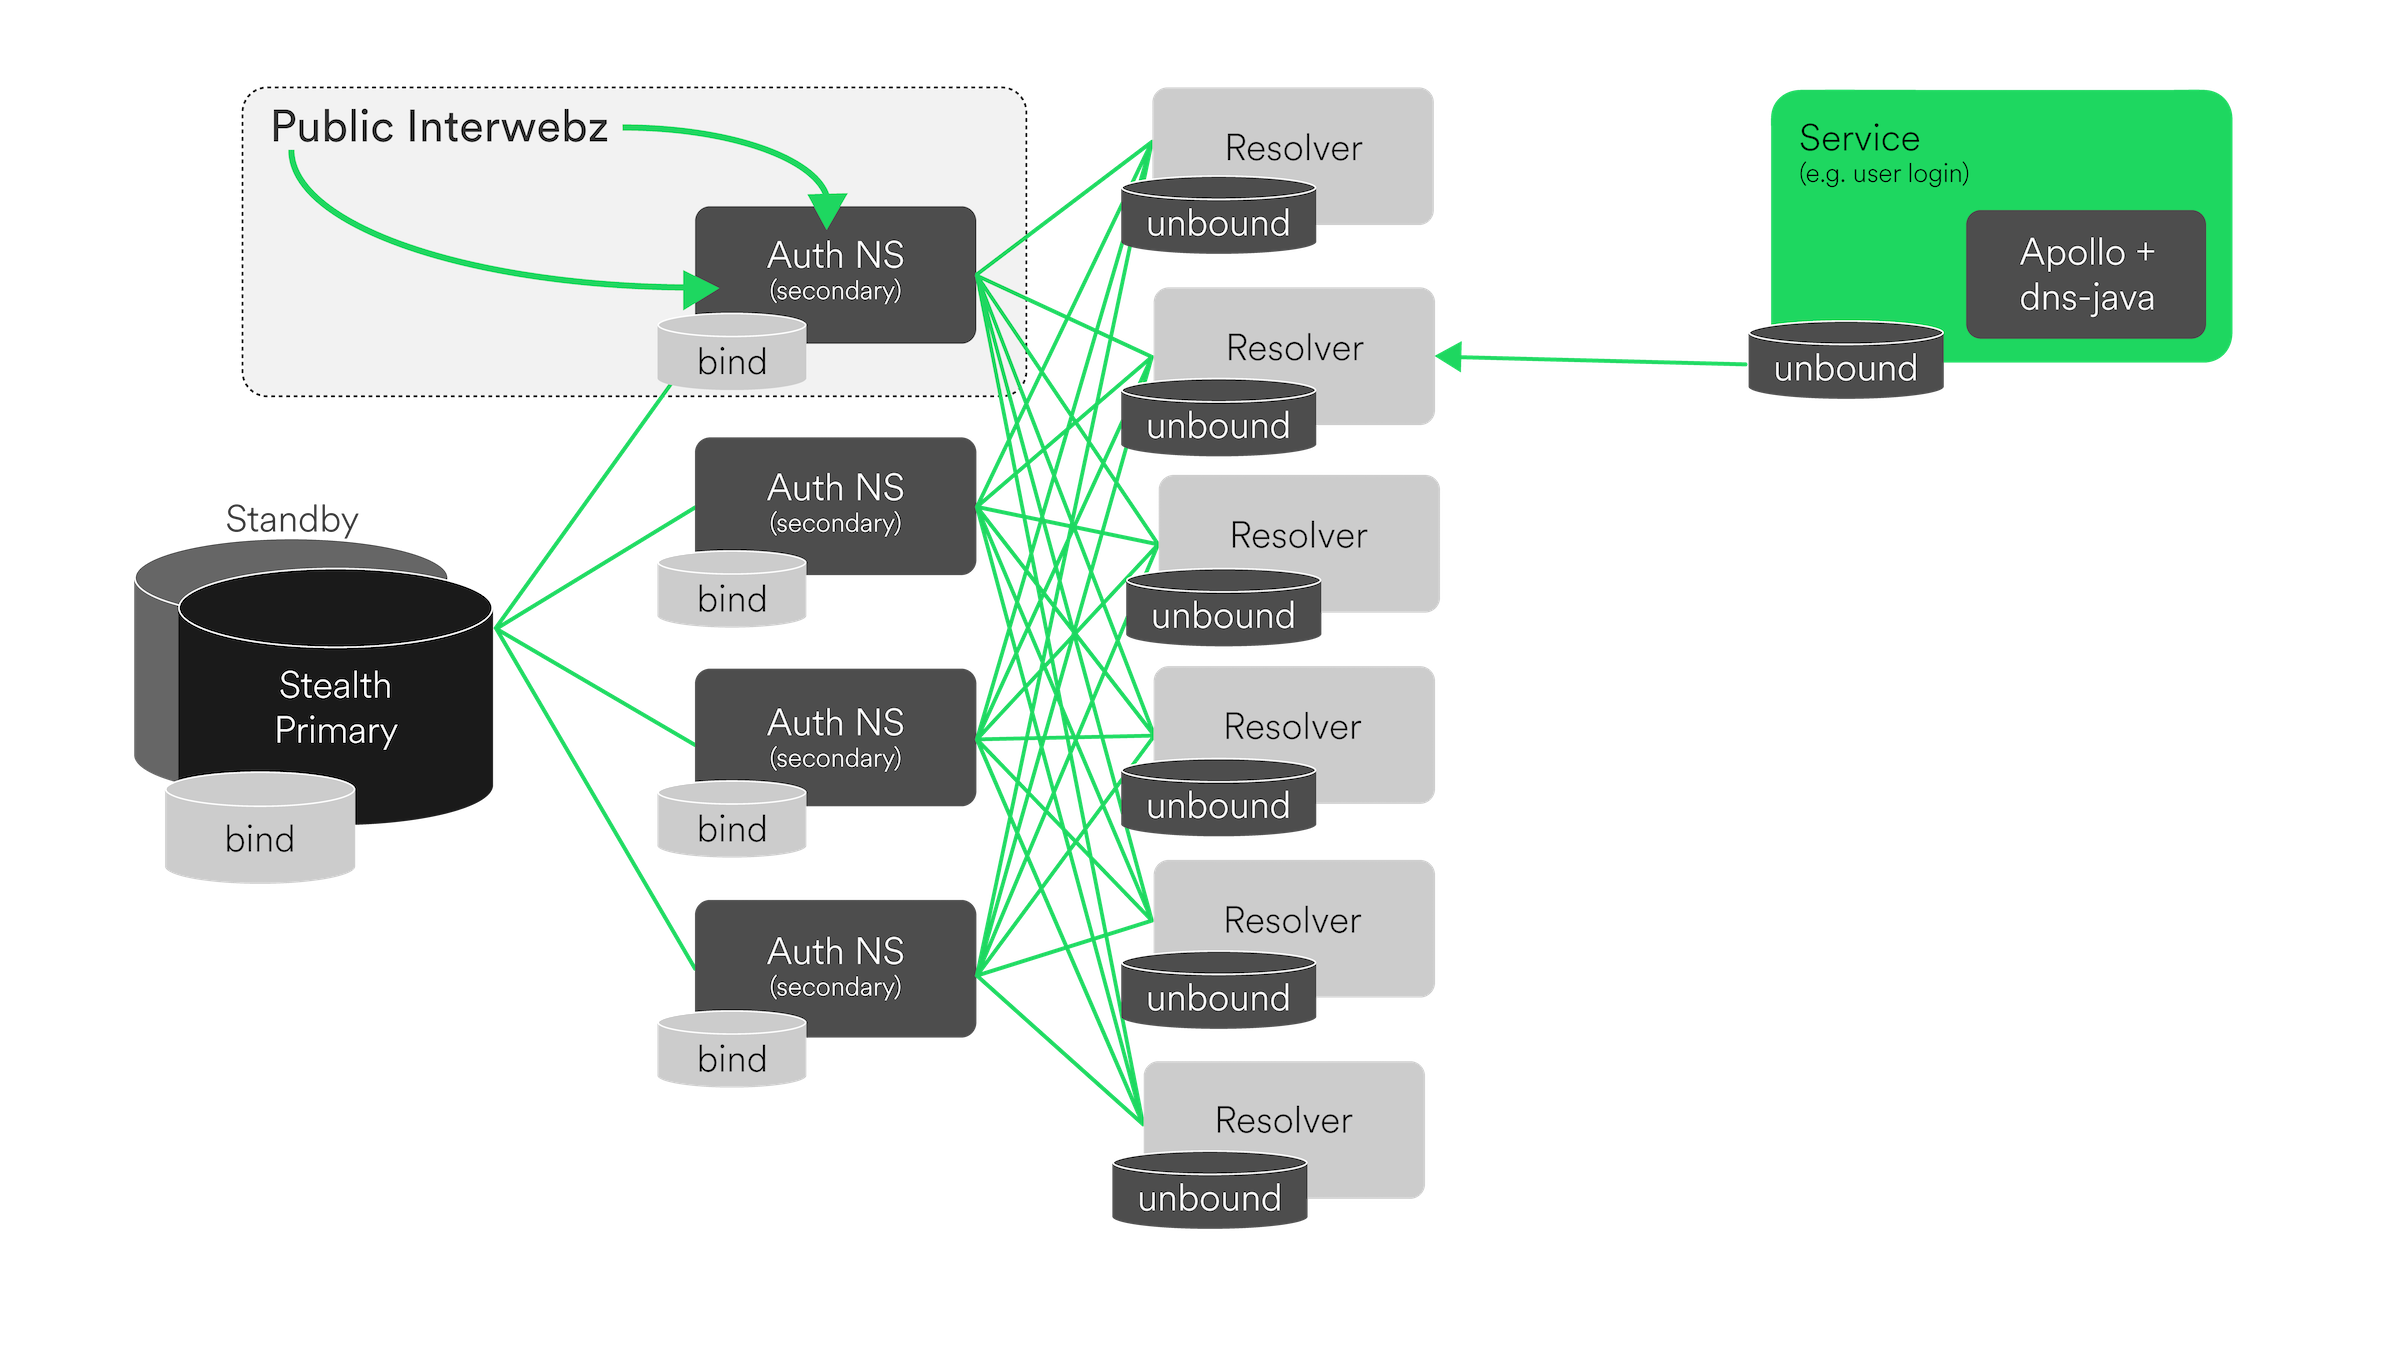 Public Interwebz
Auth NS
(secondary)
bind
Auth NS
(secondary)
bind
Auth NS
(secondary)
bind
Auth NS
(secondary)
bind
Standby
Stealth
Primary
bind
Resolver
unbound
Resolver
unbound
Resolver
unbound
Resolver
unbound
Resolver
unbound
Resolver
unbound
Service
(e.g. user login)
Apollo +
dns-java
unbound